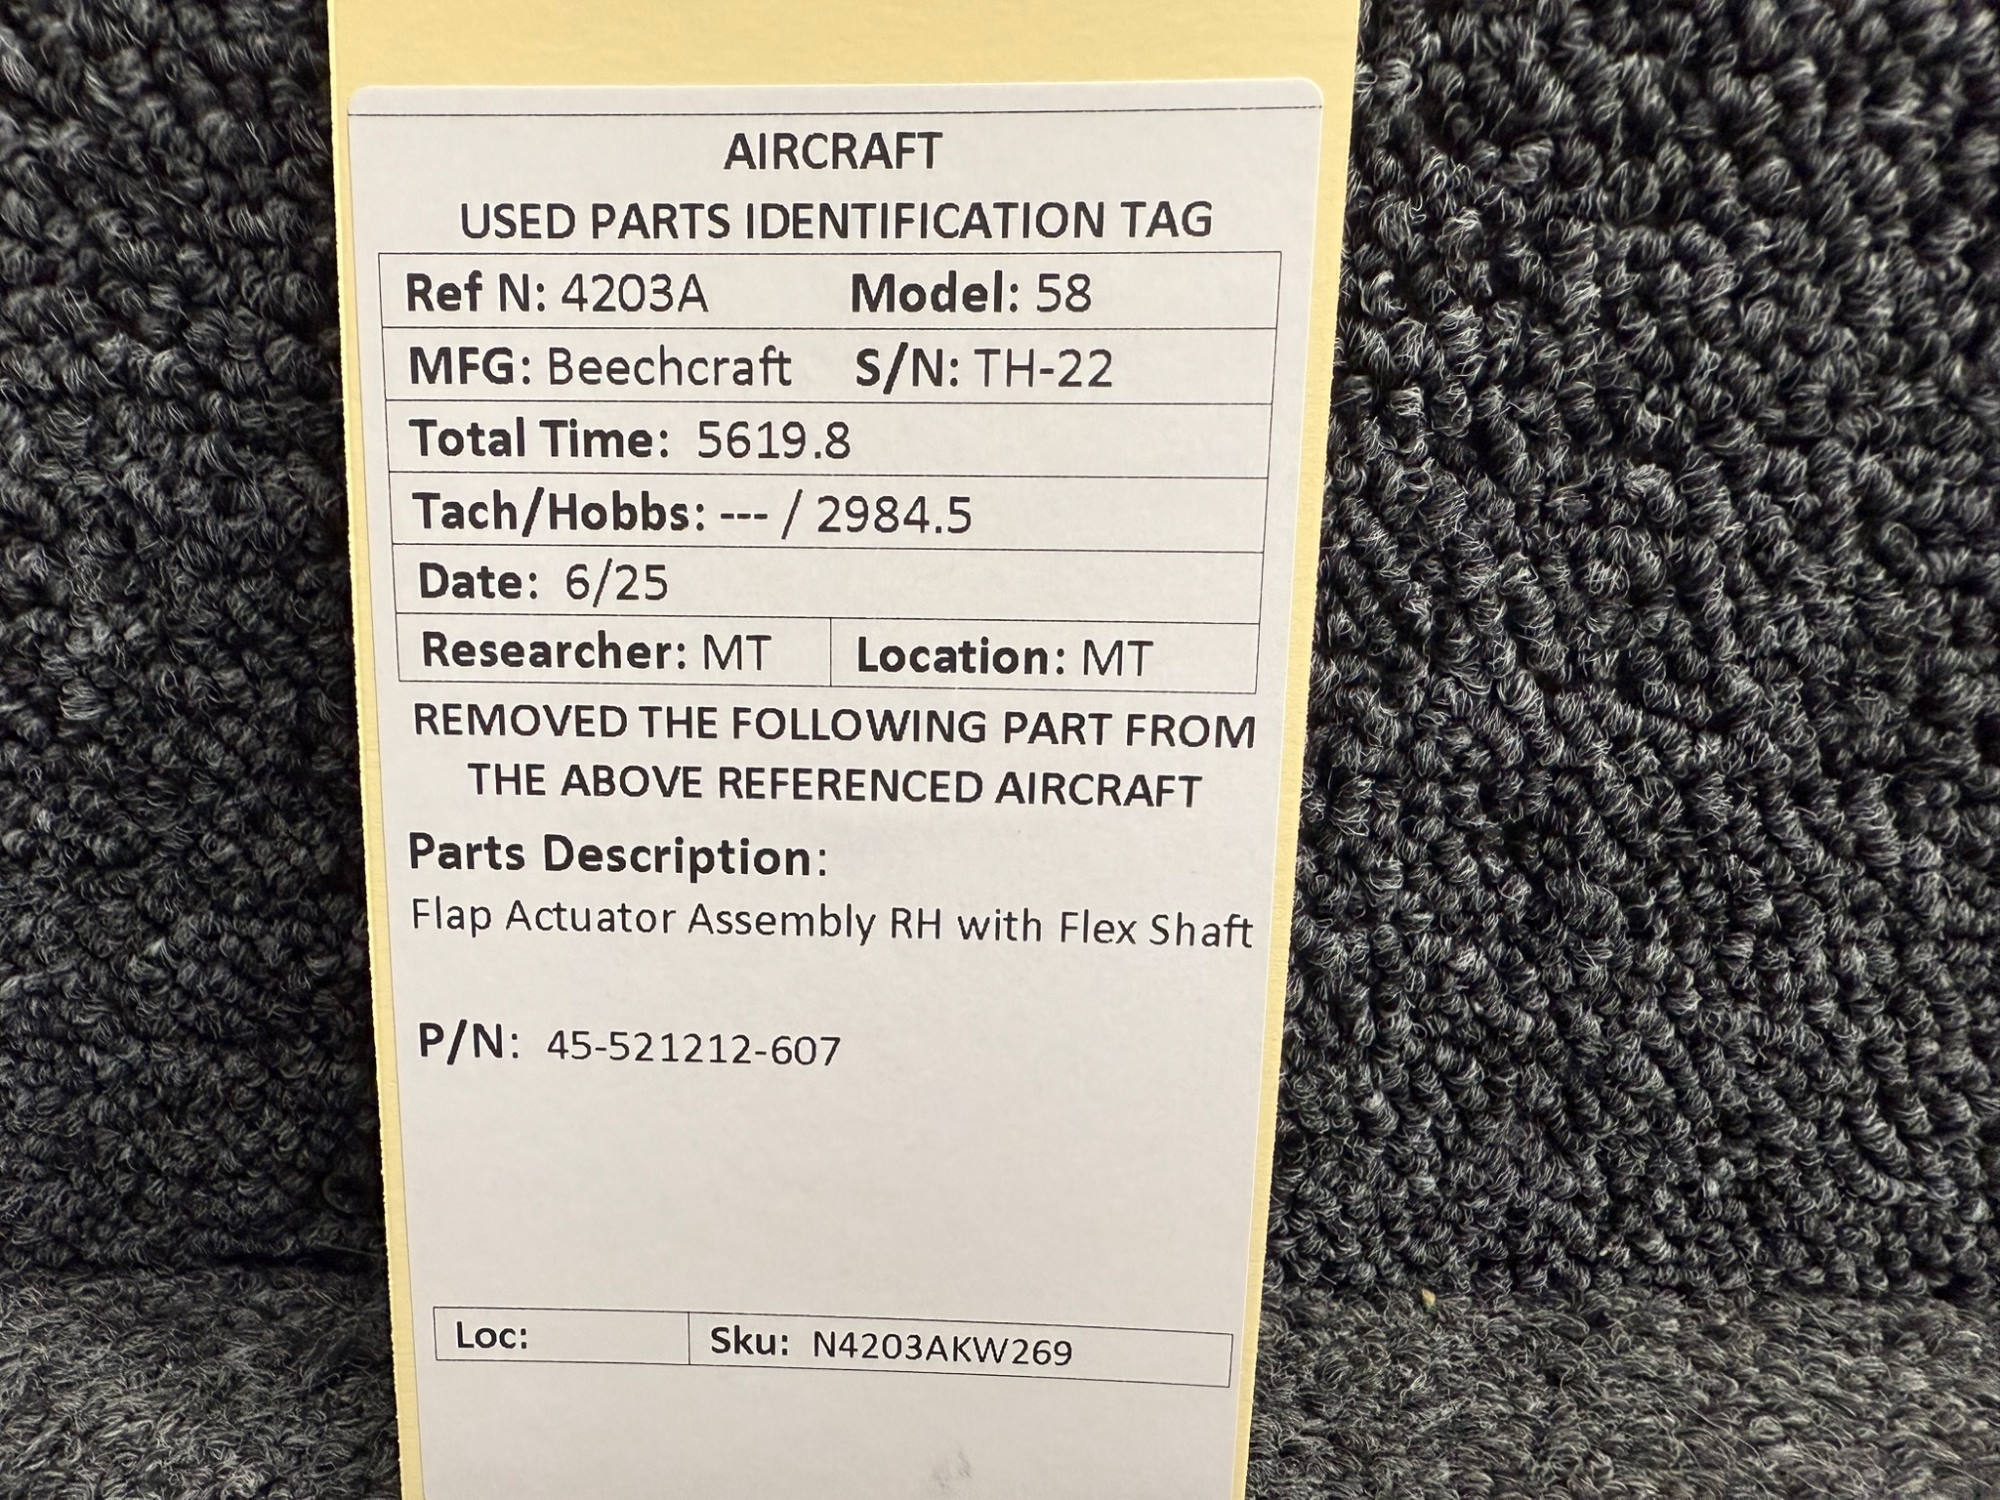 AIRCRAFT
USED PARTS IDENTIFICATION TAG
Ref N: 4203A Model: 58
MFG: Beechcraft S/N: TH-22
Total Time: 5619.8
Tach/Hobbs: --- / 2984.5
Date: 6/25
Researcher: MT Location: MT
REMOVED THE FOLLOWING PART FROM
THE ABOVE REFERENCED AIRCRAFT
Parts Description:
Flap Actuator Assembly RH with Flex Shaft
P/N: 45-521212-607
Loc: Sku: N4203AKW269